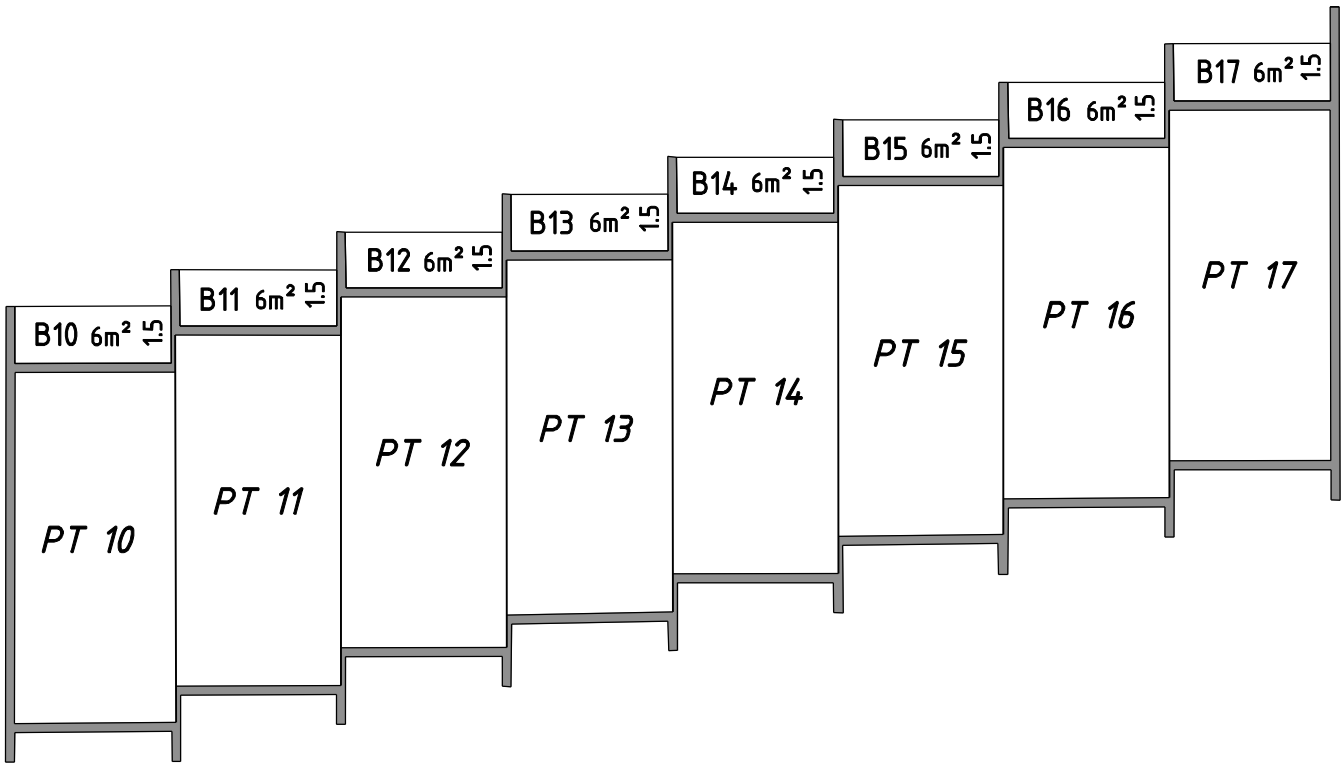 B17 6m² 1.5
B16 6m² 1.5
B15 6m² 1.5
B14 6m² 1.5
B13 6m² 1.5
B12 6m² 1.5
B11 6m² 1.5
B10 6m² 1.5
PT 17
PT 16
PT 15
PT 14
PT 13
PT 12
PT 11
PT 10